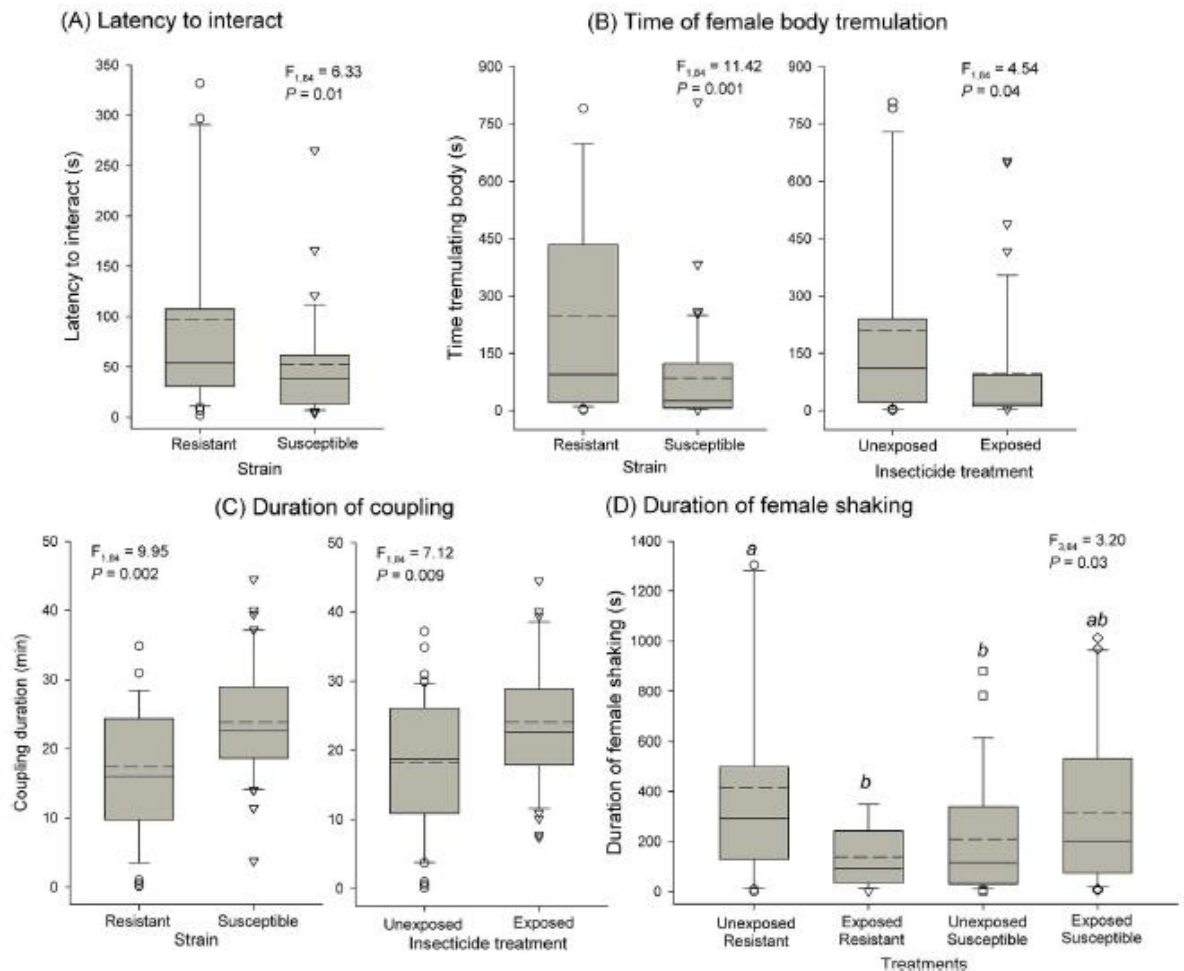 (A) Latency to interact
(B) Time of female body tremulation
Latency to interact (s)
350
300
250
200
150
100
50
0
F1,84 = 6.33
P = 0.01
Resistant
Susceptible
Strain
Time tremulating body (s)
900
750
600
450
300
150
0
F1,84 = 11.42
P = 0.001
Resistant
Susceptible
Strain
900
750
600
450
300
150
0
F1,84 = 4.54
P = 0.04
Unexposed
Exposed
Insecticide treatment
(C) Duration of coupling
(D) Duration of female shaking
Coupling duration (min)
50
40
30
20
10
0
F1,84 = 9.95
P = 0.002
Resistant
Susceptible
Strain
50
40
30
20
10
0
F1,84 = 7.12
P = 0.009
Unexposed
Exposed
Insecticide treatment
Duration of female shaking (s)
1400
1200
1000
800
600
400
200
0
F3,84 = 3.20
P = 0.03
a
b
b
ab
Unexposed
Resistant
Exposed
Resistant
Unexposed
Susceptible
Exposed
Susceptible
Treatments